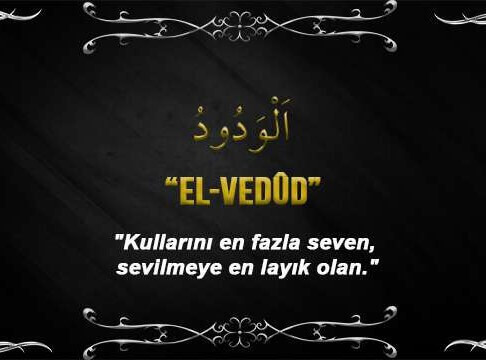 اَلْوَدُودُ
“EL-VEDÛD”
"Kullarını en fazla seven,
sevilmeye en layık olan."